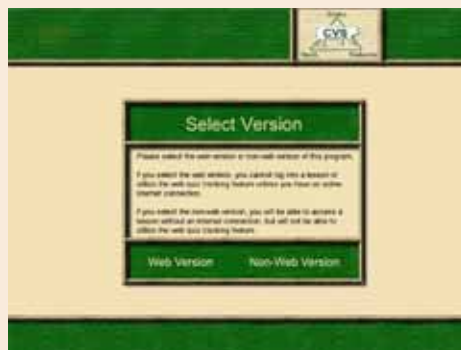 CVS
Select Version
Please select the web version or non-web version of this program.
If you select the web version, you cannot log into a lesson or
utilize the web quiz tracking feature unless you have an online
internet connection.
If you select the non-web version, you will be able to access a
lesson without an internet connection, but will not be able to
utilize the web quiz tracking feature.
Web Version Non-Web Version